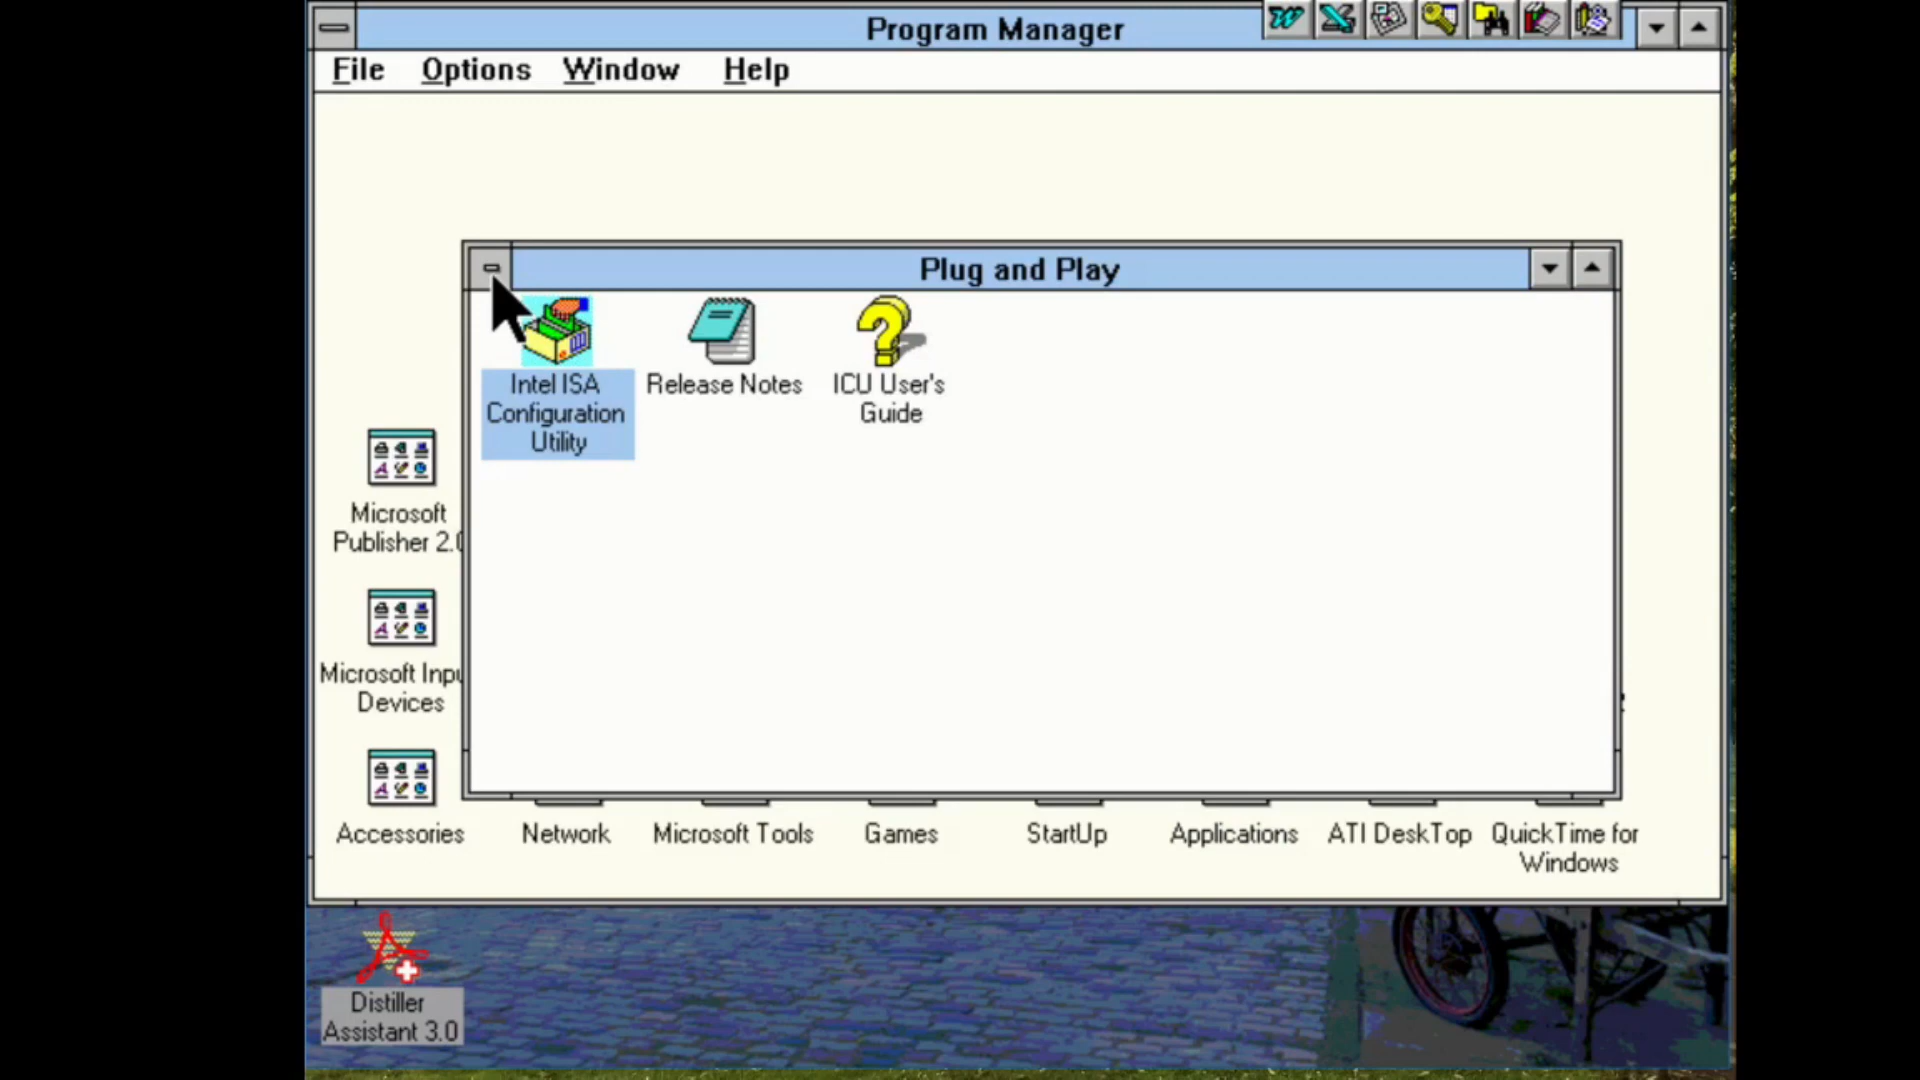 Program Manager
File Options Window Help
Plug and Play
Intel ISA
Configuration
Utility
Release Notes
ICU User's
Guide
Microsoft
Publisher 2.0
Microsoft Inpu
Devices
Accessories
Network
Microsoft Tools
Games
StartUp
Applications
ATI DeskTop
QuickTime for
Windows
Distiller
Assistant 3.0